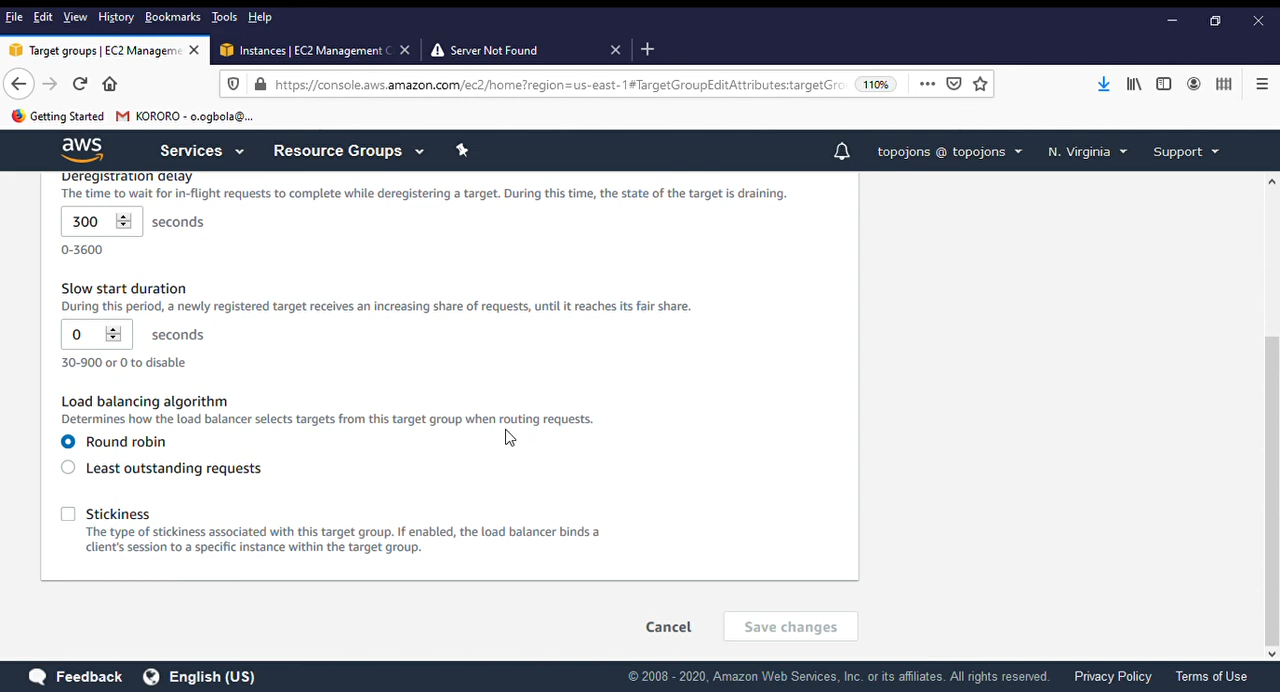 File Edit View History Bookmarks Tools Help
Target groups | EC2 Manageme
Instances | EC2 Management C
Server Not Found
https://console.aws.amazon.com/ec2/home?region=us-east-1#TargetGroupEditAttributes:targetGro
110%
Getting Started
KORORO - o.ogbola@...
aws
Services
Resource Groups
topojons @ topojons
N. Virginia
Support
Deregistration delay
The time to wait for in-flight requests to complete while deregistering a target. During this time, the state of the target is draining.
300 seconds
0-3600
Slow start duration
During this period, a newly registered target receives an increasing share of requests, until it reaches its fair share.
0 seconds
30-900 or 0 to disable
Load balancing algorithm
Determines how the load balancer selects targets from this target group when routing requests.
Round robin
Least outstanding requests
Stickiness
The type of stickiness associated with this target group. If enabled, the load balancer binds a
client's session to a specific instance within the target group.
Cancel
Save changes
Feedback
English (US)
© 2008 - 2020, Amazon Web Services, Inc. or its affiliates. All rights reserved.
Privacy Policy
Terms of Use